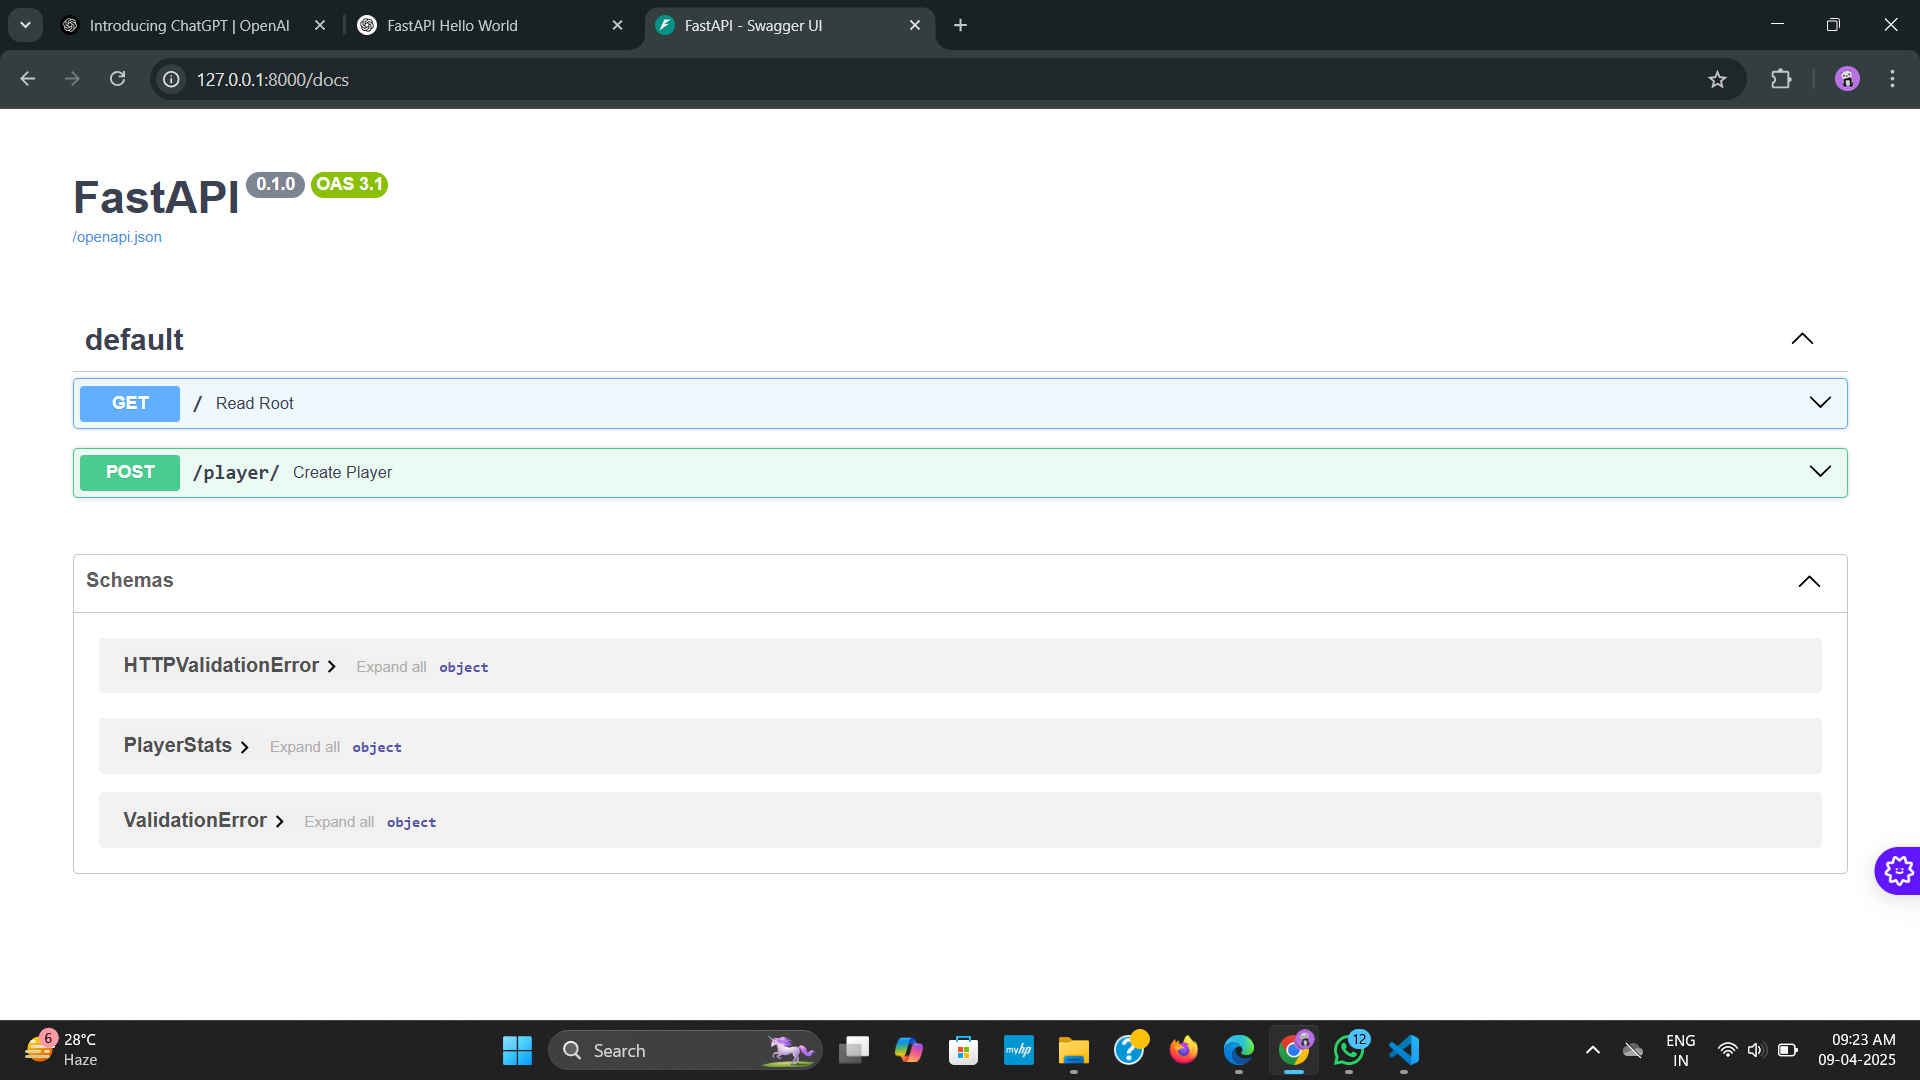 Introducing ChatGPT | OpenAI
FastAPI Hello World
FastAPI - Swagger UI
127.0.0.1:8000/docs
FastAPI 0.1.0 OAS 3.1
/openapi.json
default
GET / Read Root
POST /player/ Create Player
Schemas
HTTPValidationError Expand all object
PlayerStats Expand all object
ValidationError Expand all object
6
28°C
Haze
Search
myhp
12
ENG
IN
09:23 AM
09-04-2025